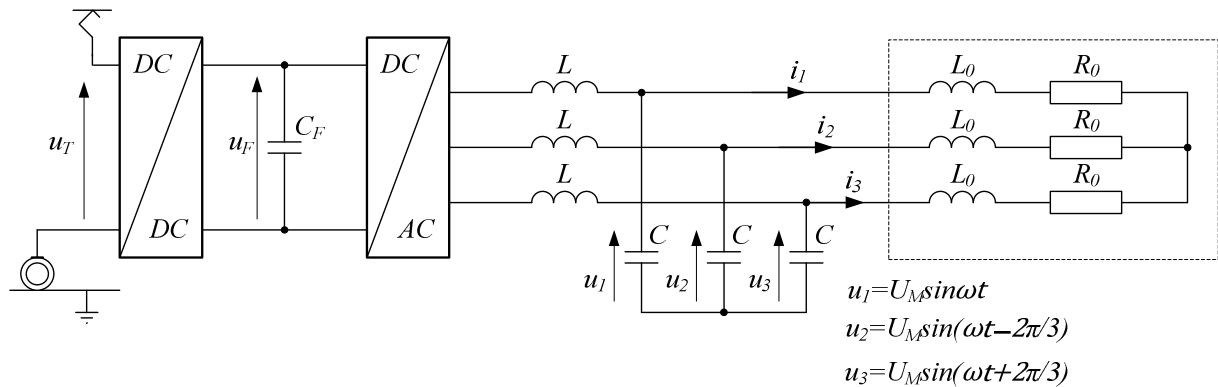 DC
DC
u_T
u_F
C_F
DC
AC
L
L
L
i_1
i_2
i_3
L_0
R_0
L_0
R_0
L_0
R_0
u_1
C
u_2
C
u_3
C
u_1=U_M sinωt
u_2=U_M sin(ωt−2π/3)
u_3=U_M sin(ωt+2π/3)